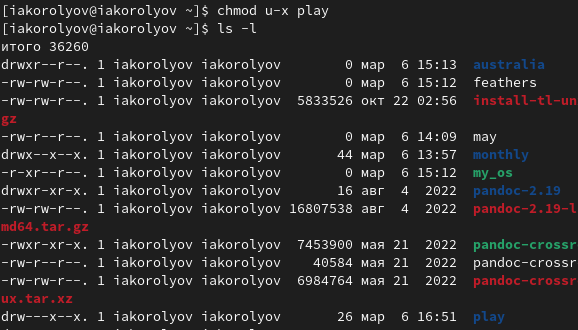 [iakorolyov@iakorolyov ~]$ chmod u-x play
[iakorolyov@iakorolyov ~]$ ls -l
итого 36260
drwxr--r--. 1 iakorolyov iakorolyov        0 мар  6 15:13 australia
-rw-rw-r--. 1 iakorolyov iakorolyov        0 мар  6 15:12 feathers
-rw-rw-r--. 1 iakorolyov iakorolyov  5833526 окт 22 02:56 install-tl-un
gz
-rw-r--r--. 1 iakorolyov iakorolyov        0 мар  6 14:09 may
drwx--x--x. 1 iakorolyov iakorolyov       44 мар  6 13:57 monthly
-r-xr--r--. 1 iakorolyov iakorolyov        0 мар  6 15:12 my_os
drwxr-xr-x. 1 iakorolyov iakorolyov       16 авг  4  2022 pandoc-2.19
-rw-rw-r--. 1 iakorolyov iakorolyov 16807538 авг  4  2022 pandoc-2.19-l
md64.tar.gz
-rwxr-xr-x. 1 iakorolyov iakorolyov  7453900 мая 21  2022 pandoc-crossr
-rw-r--r--. 1 iakorolyov iakorolyov    40584 мая 21  2022 pandoc-crossr
-rw-rw-r--. 1 iakorolyov iakorolyov  6984764 мая 21  2022 pandoc-crossr
ux.tar.xz
drw---x--x. 1 iakorolyov iakorolyov       26 мар  6 16:51 play